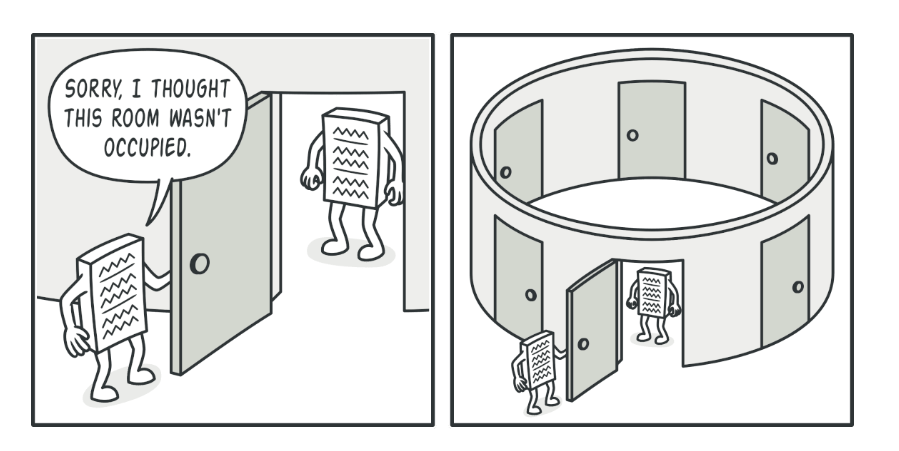 SORRY, I THOUGHT
THIS ROOM WASN'T
OCCUPIED.